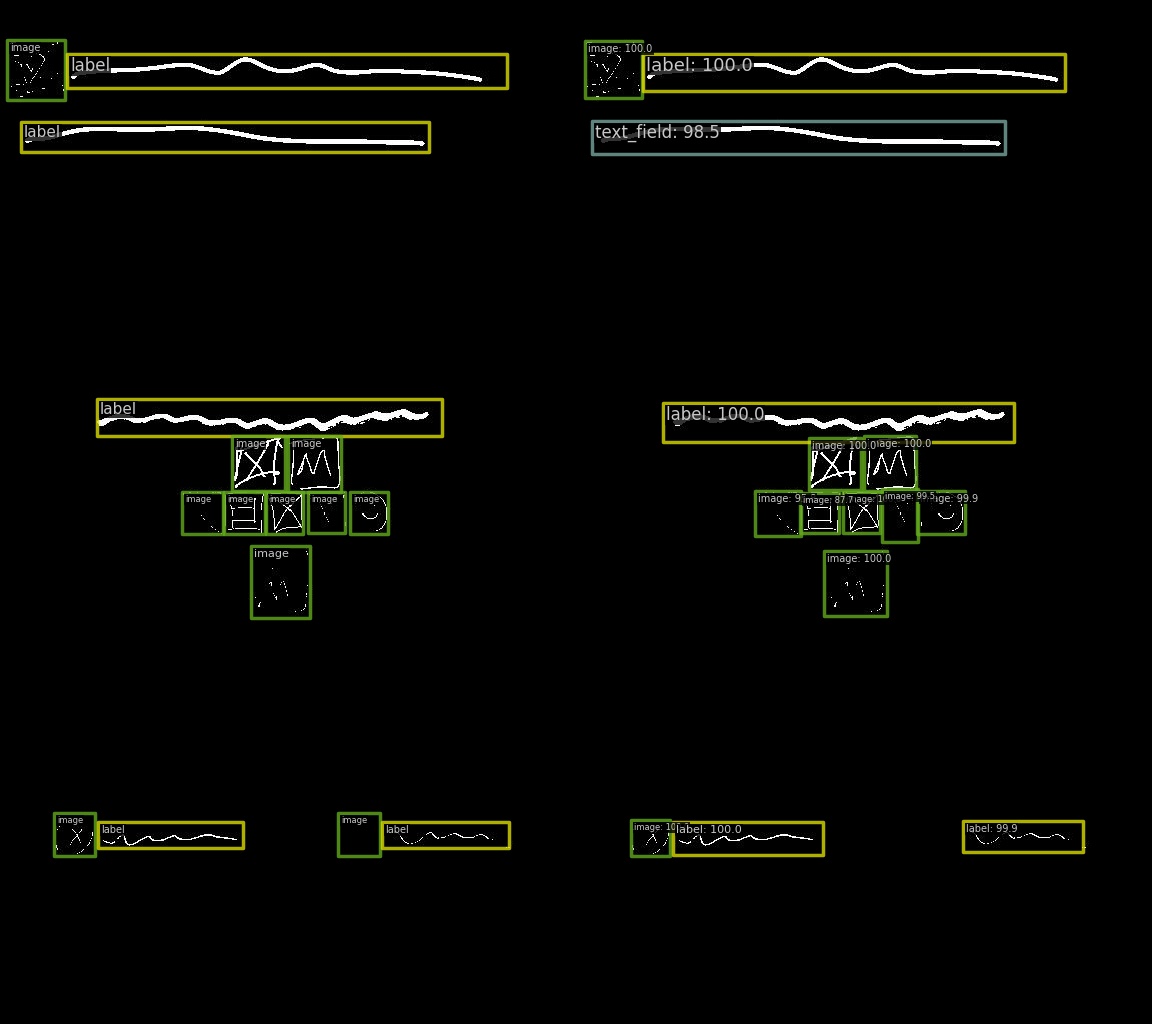 image image: 100.0
label label: 100.0
label text_field: 98.5
label label: 100.0
image image image: 100.0 image: 100.0
image image image image image image: 87.7 image: 99.5 99.9
image image: 100.0
image label image label label: 100.0 label: 99.9